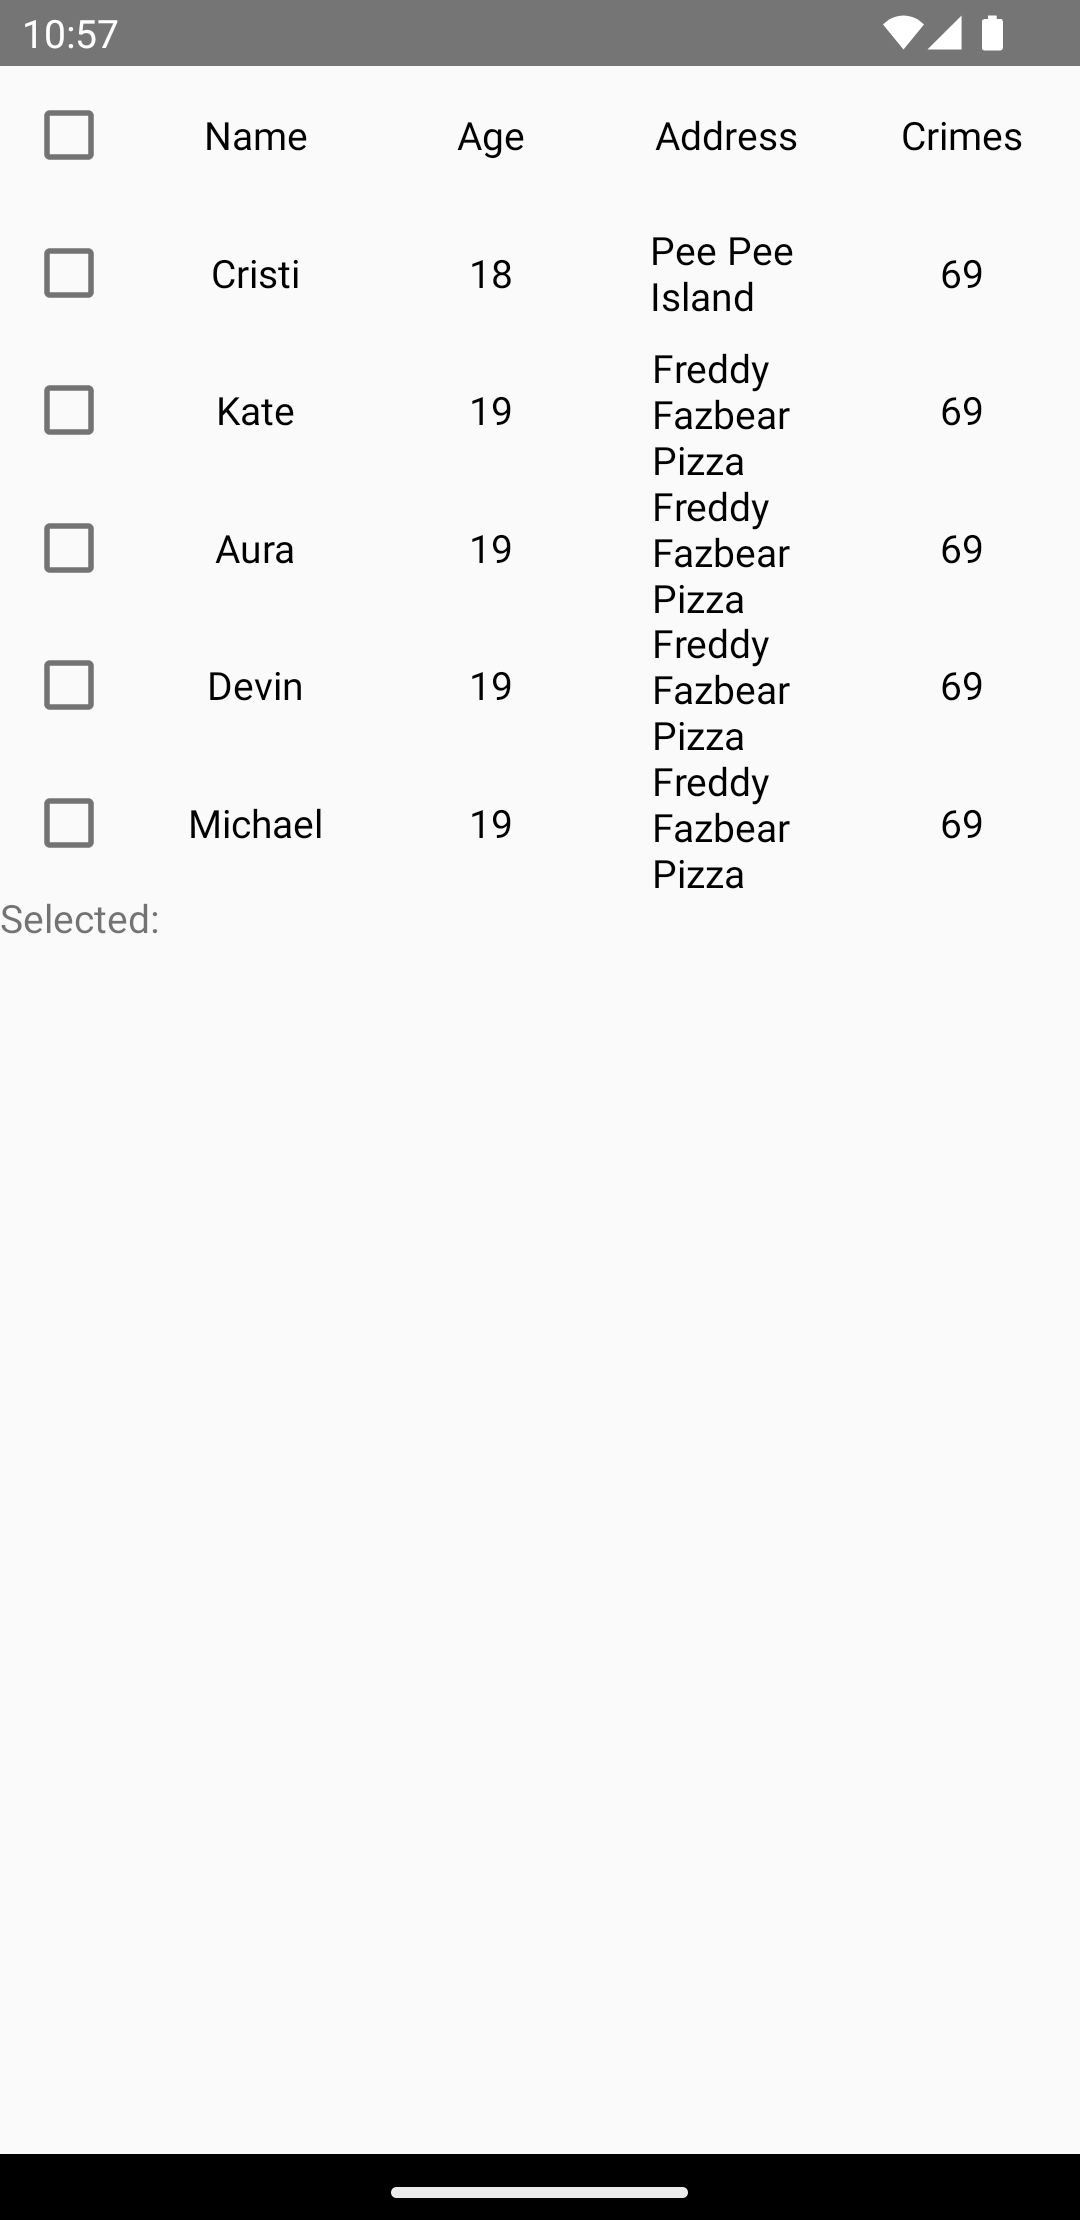 10:57
Name Age Address Crimes
Cristi 18 Pee Pee
Island 69
Kate 19 Freddy
Fazbear
Pizza 69
Aura 19 Freddy
Fazbear
Pizza 69
Devin 19 Freddy
Fazbear
Pizza 69
Michael 19 Freddy
Fazbear
Pizza 69
Selected: